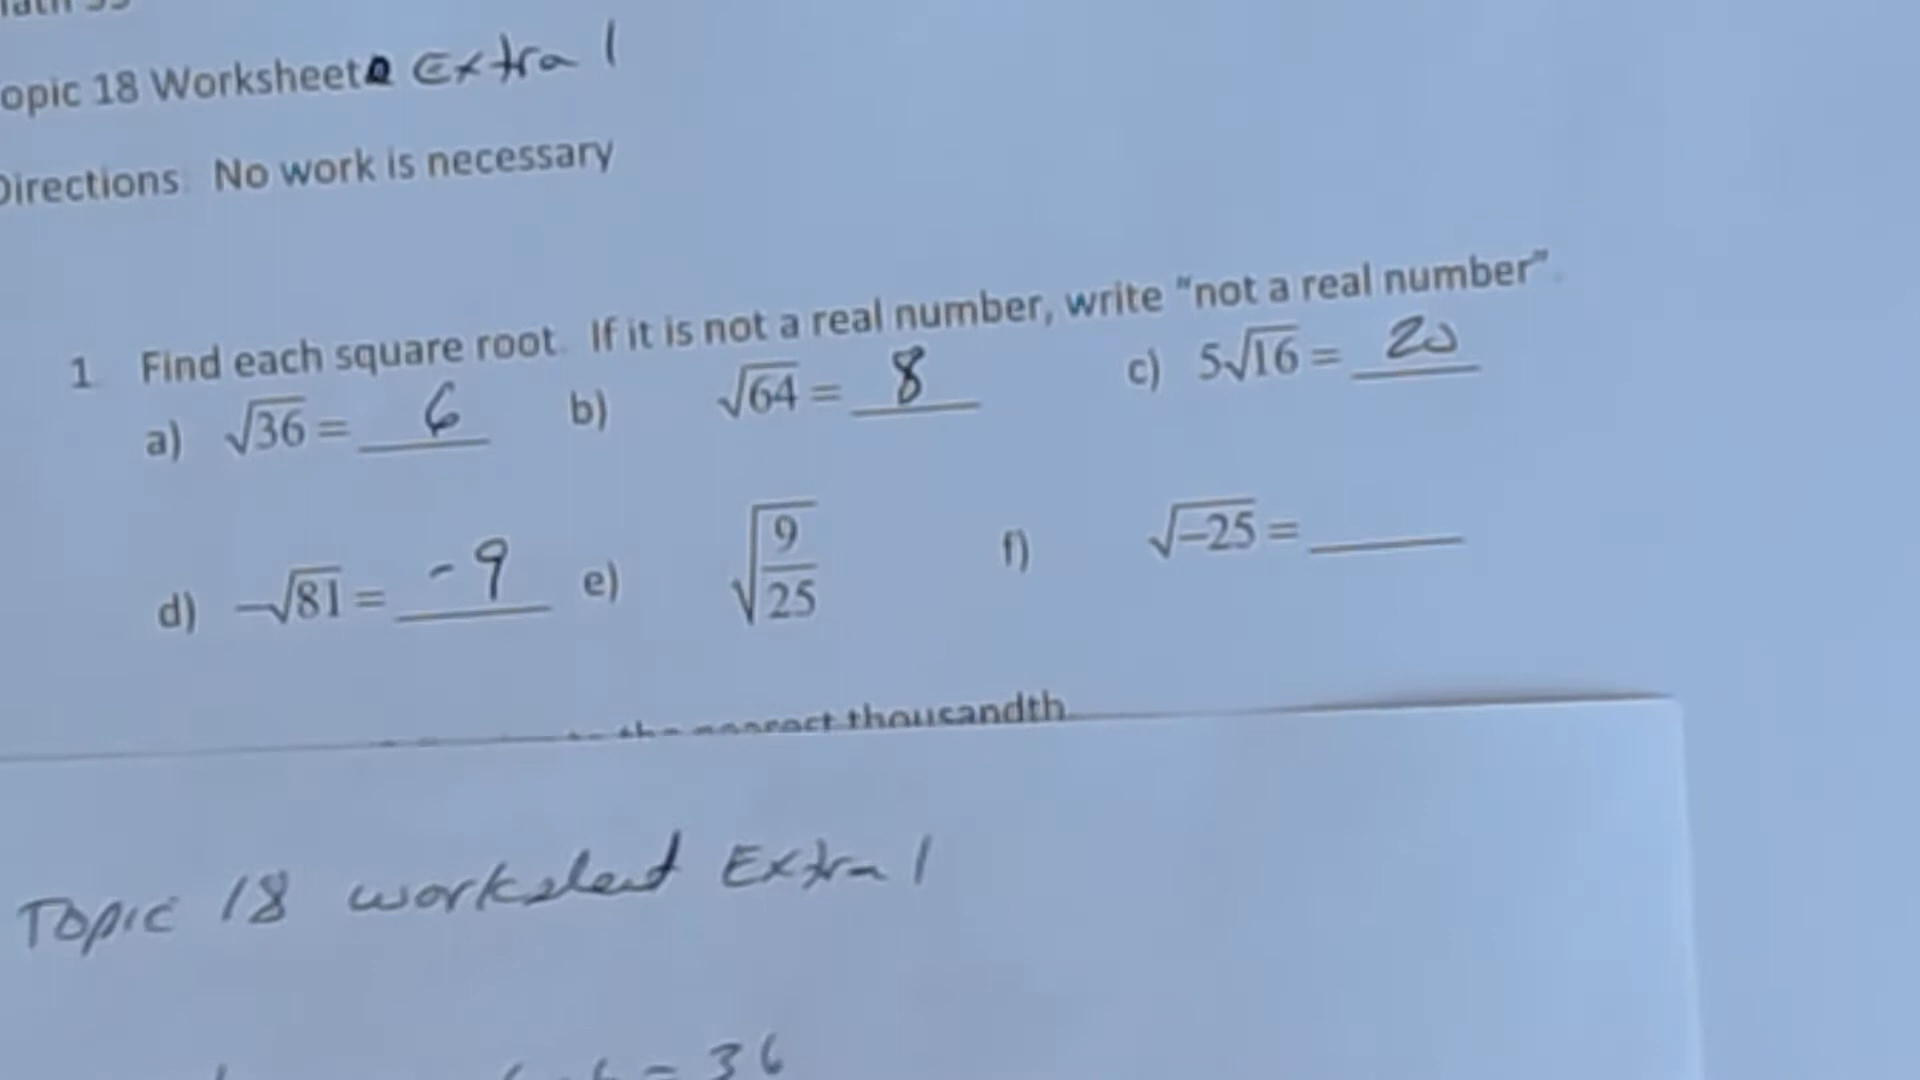 opic 18 Worksheet Extra 1
Directions No work is necessary
1 Find each square root. If it is not a real number, write "not a real number".
a) √36 = 6 b) √64 = 8 c) 5√16 = 20
d) -√81 = -9 e) √(9/25) f) √-25 =
to the nearest thousandth
Topic 18 worksheet Extra 1
= 36